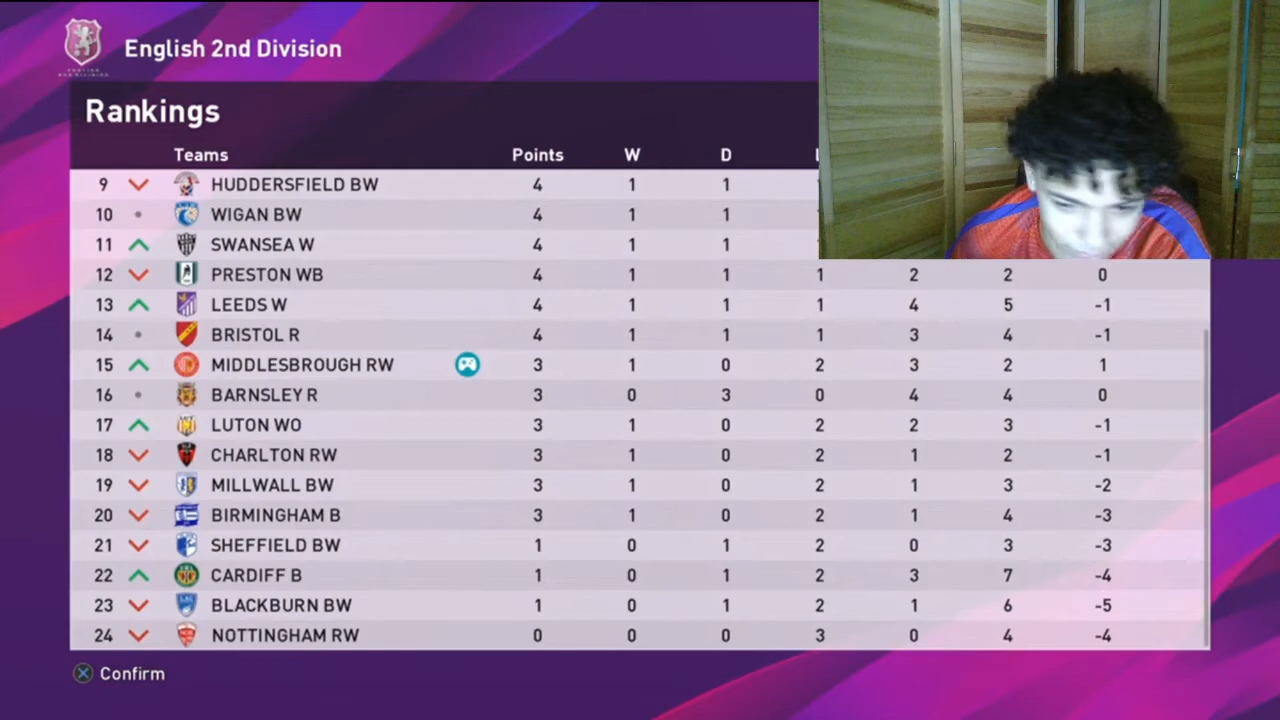 English 2nd Division
Rankings
Teams Points W D
9 HUDDERSFIELD BW 4 1 1
10 WIGAN BW 4 1 1
11 SWANSEA W 4 1 1
12 PRESTON WB 4 1 1 1 2 2 0
13 LEEDS W 4 1 1 1 4 5 -1
14 BRISTOL R 4 1 1 1 3 4 -1
15 MIDDLESBROUGH RW 3 1 0 2 3 2 1
16 BARNSLEY R 3 0 3 0 4 4 0
17 LUTON WO 3 1 0 2 2 3 -1
18 CHARLTON RW 3 1 0 2 1 2 -1
19 MILLWALL BW 3 1 0 2 1 3 -2
20 BIRMINGHAM B 3 1 0 2 1 4 -3
21 SHEFFIELD BW 1 0 1 2 0 3 -3
22 CARDIFF B 1 0 1 2 3 7 -4
23 BLACKBURN BW 1 0 1 2 1 6 -5
24 NOTTINGHAM RW 0 0 0 3 0 4 -4
Confirm